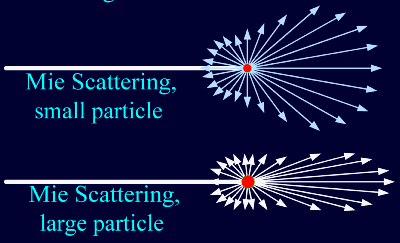 Mie Scattering,
small particle
Mie Scattering,
large particle